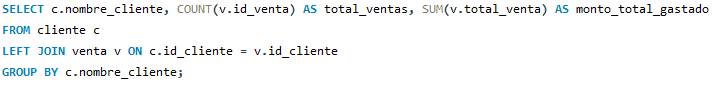 SELECT c.nombre_cliente, COUNT(v.id_venta) AS total_ventas, SUM(v.total_venta) AS monto_total_gastado
FROM cliente c
LEFT JOIN venta v ON c.id_cliente = v.id_cliente
GROUP BY c.nombre_cliente;